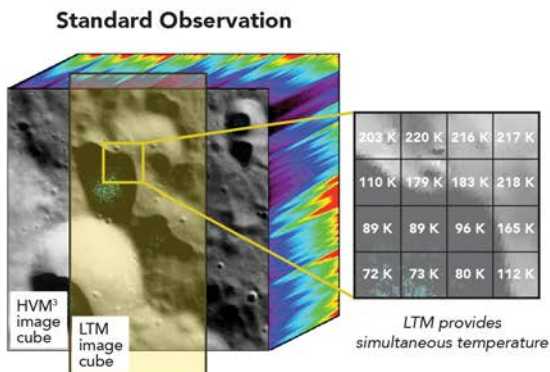 Standard Observation
203 K 220 K 216 K 217 K
110 K 179 K 183 K 218 K
89 K 89 K 96 K 165 K
72 K 73 K 80 K 112 K
HVM³
image
cube
LTM
image
cube
LTM provides
simultaneous temperature